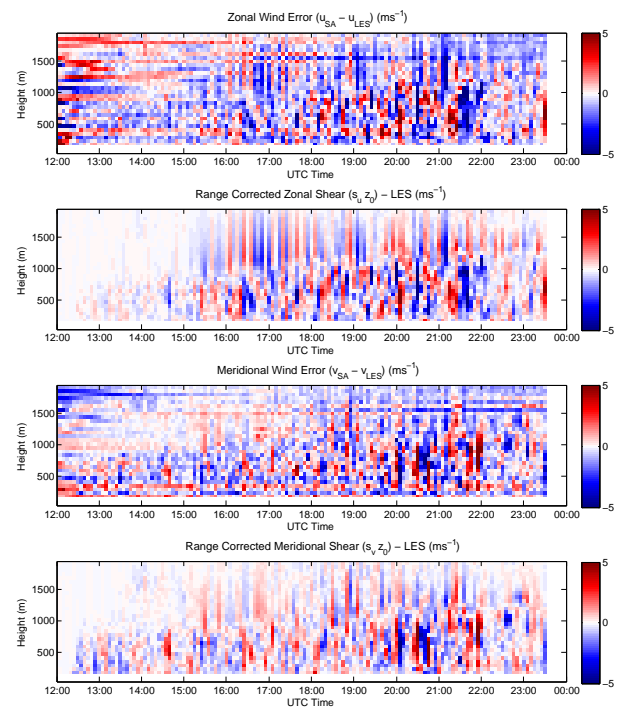 Zonal Wind Error (u_SA − u_LES) (ms⁻¹)
5
1500
Height (m)
1000
0
500
−5
12:00 13:00 14:00 15:00 16:00 17:00 18:00 19:00 20:00 21:00 22:00 23:00 00:00
UTC Time
Range Corrected Zonal Shear (s_u z_0) − LES (ms⁻¹)
5
1500
Height (m)
1000
0
500
−5
12:00 13:00 14:00 15:00 16:00 17:00 18:00 19:00 20:00 21:00 22:00 23:00 00:00
UTC Time
Meridional Wind Error (v_SA − v_LES) (ms⁻¹)
5
1500
Height (m)
1000
0
500
−5
12:00 13:00 14:00 15:00 16:00 17:00 18:00 19:00 20:00 21:00 22:00 23:00 00:00
UTC Time
Range Corrected Meridional Shear (s_v z_0) − LES (ms⁻¹)
5
1500
Height (m)
1000
0
500
−5
12:00 13:00 14:00 15:00 16:00 17:00 18:00 19:00 20:00 21:00 22:00 23:00 00:00
UTC Time